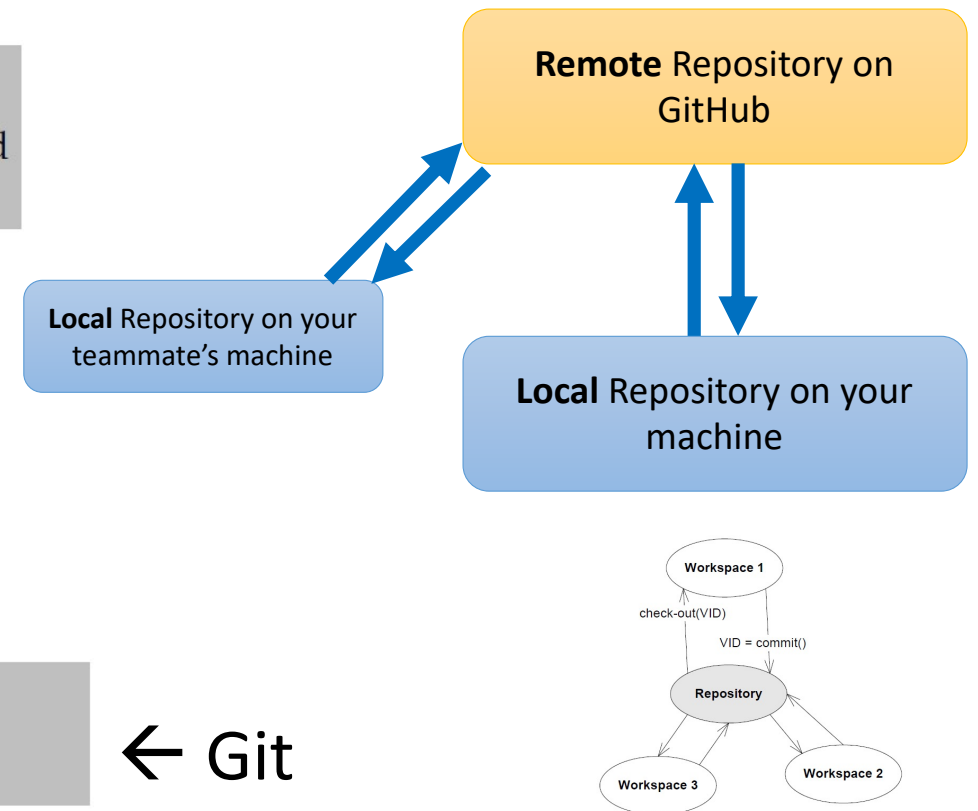 Remote Repository on
GitHub
Local Repository on your
teammate’s machine
Local Repository on your
machine
Workspace 1
check-out(VID)
VID = commit()
Repository
Workspace 3
Workspace 2
← Git